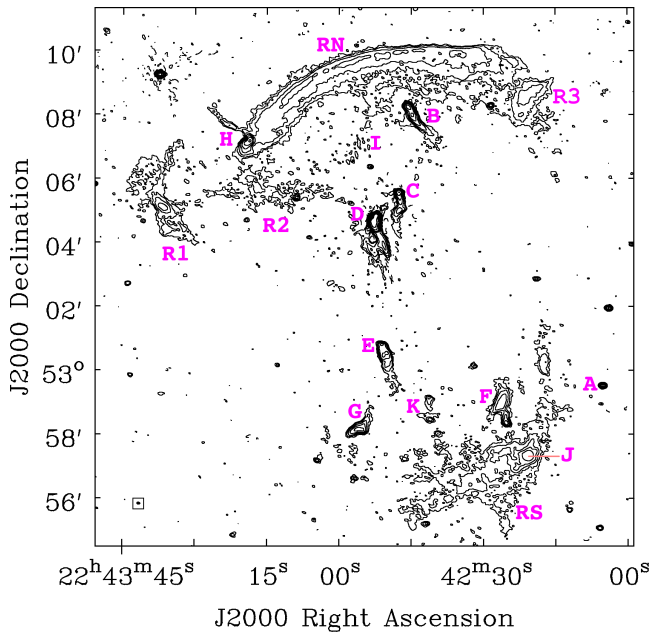 10′
RN
08′
R3
B
H
I
06′
C
D
R2
R1
04′
J2000 Declination
02′
E
53°
A
F
K
G
58′
J
RS
56′
22ʰ43ᵐ45ˢ 15ˢ 00ˢ 42ᵐ30ˢ 00ˢ
J2000 Right Ascension